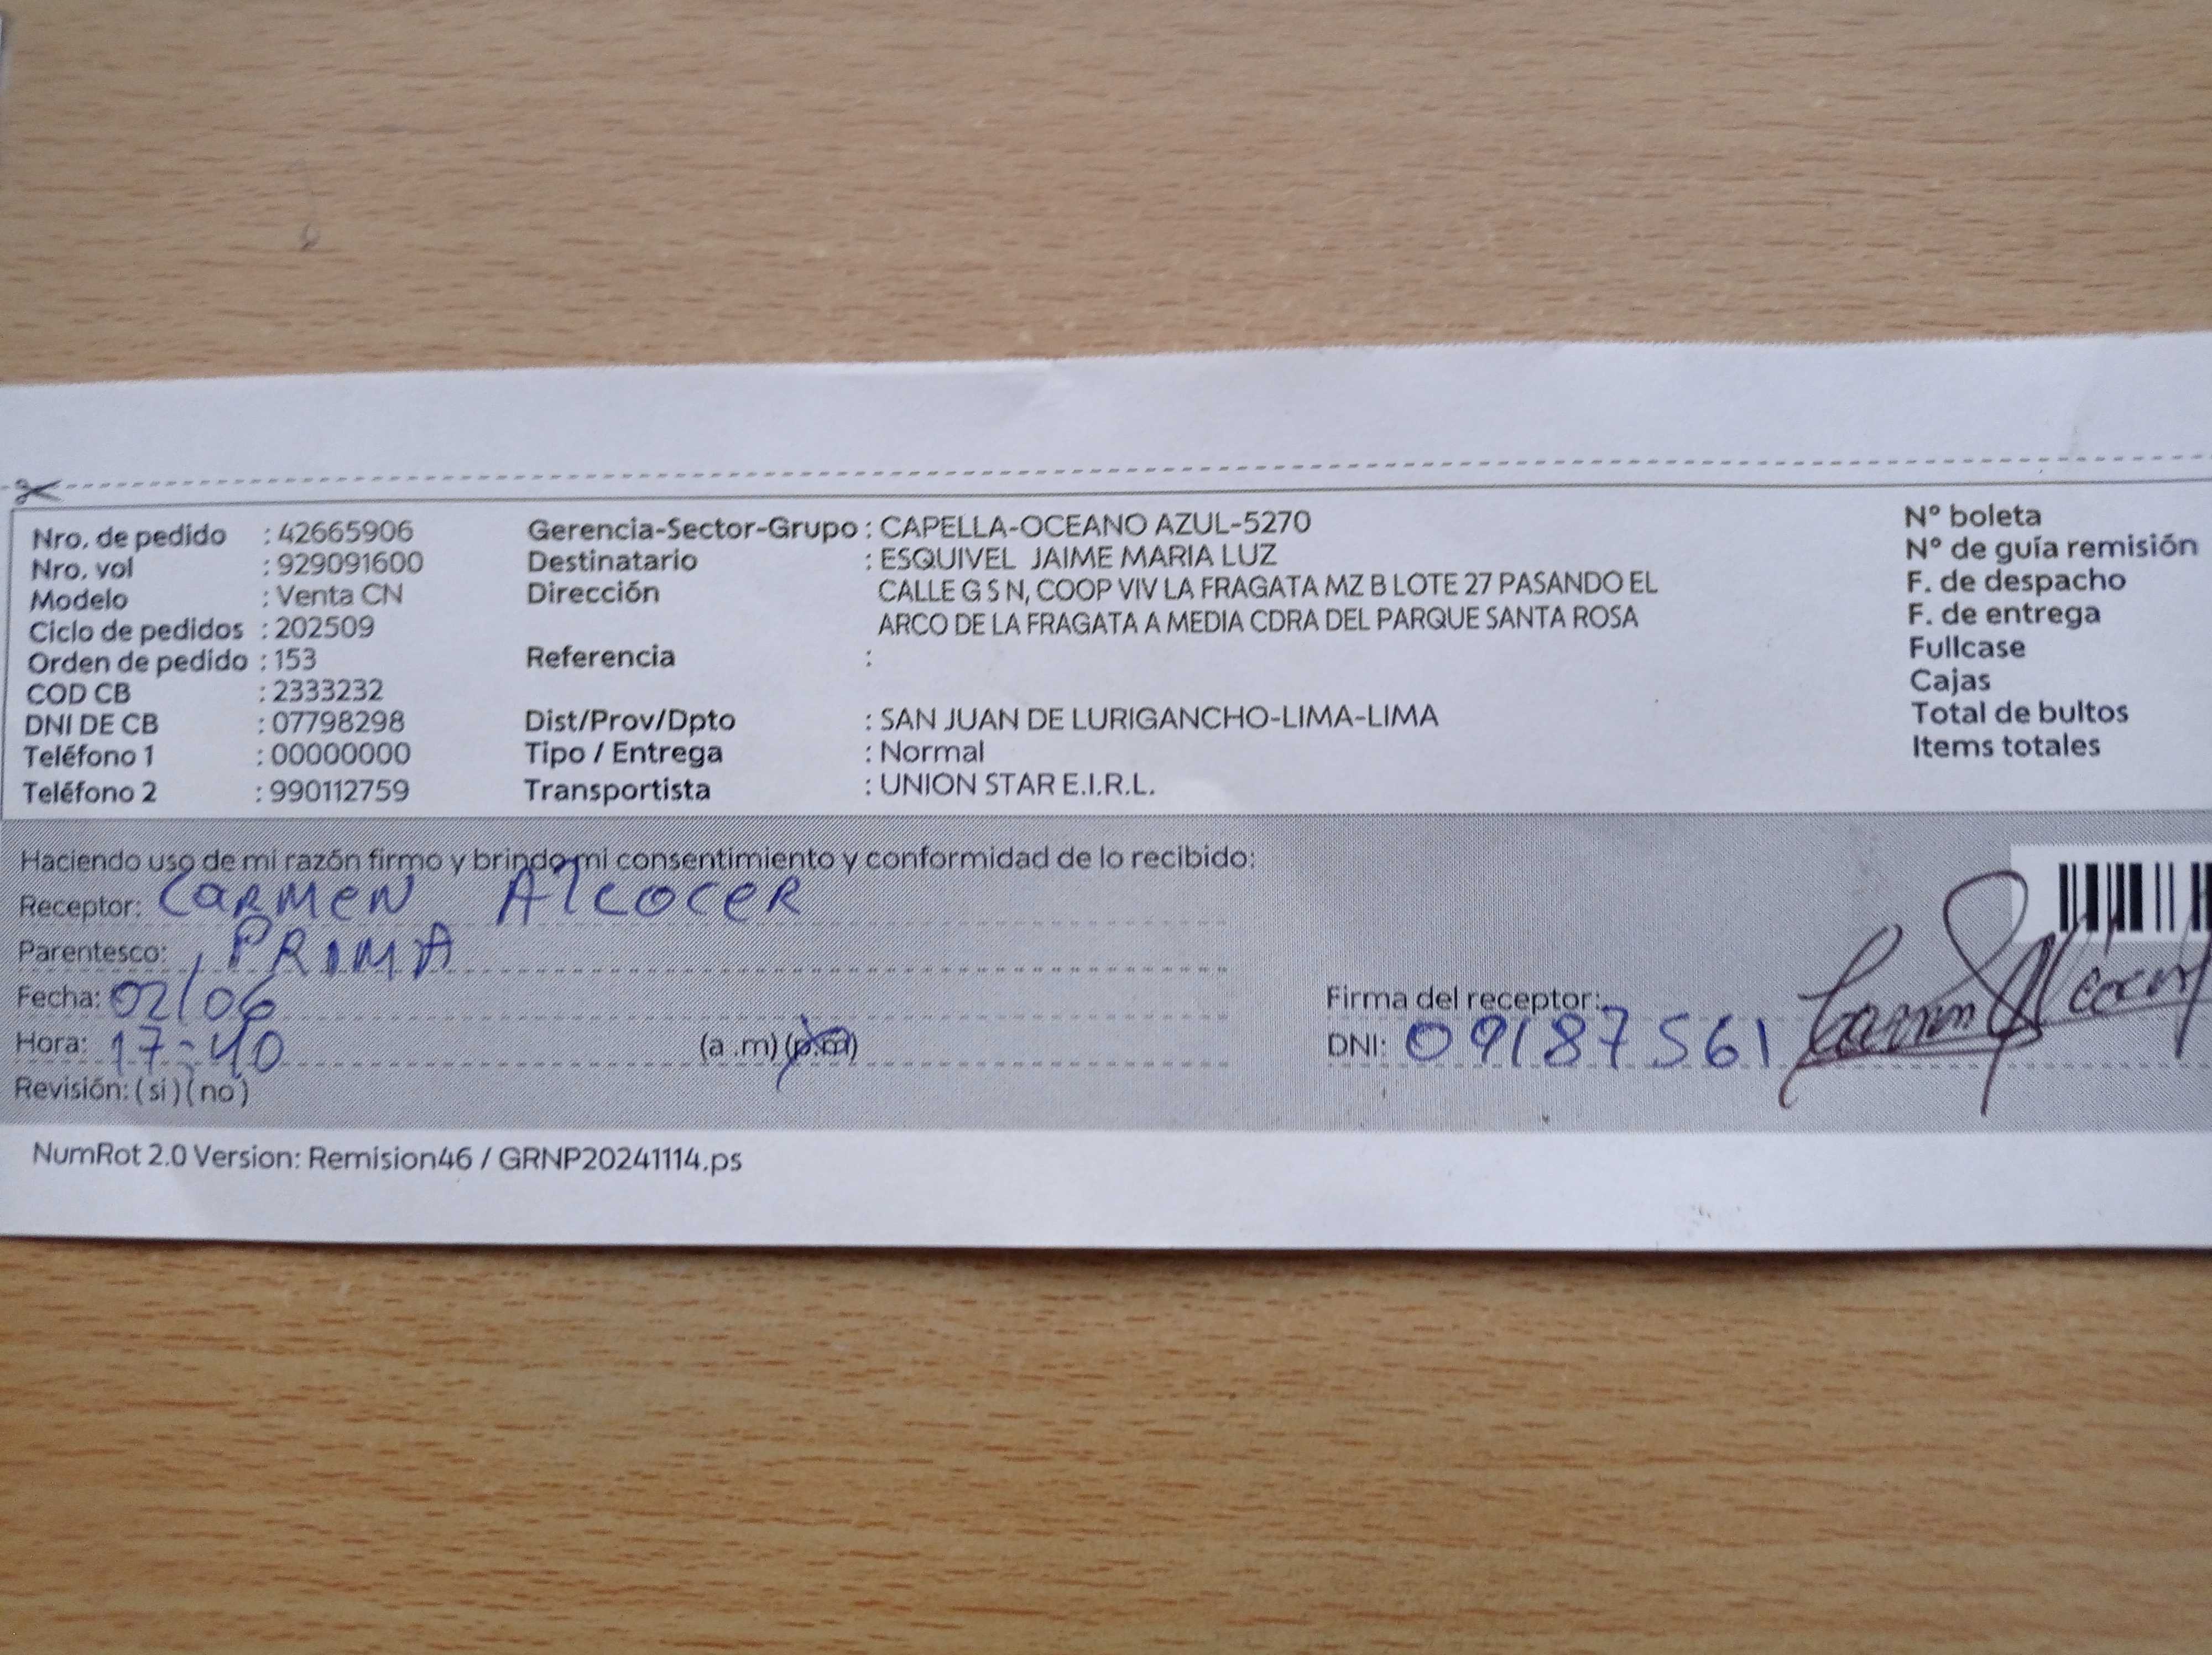 Nro. de pedido : 42665906 Gerencia-Sector-Grupo : CAPELLA-OCEANO AZUL-5270 N° boleta
Nro. vol : 929091600 Destinatario : ESQUIVEL JAIME MARIA LUZ N° de guía remisión
Modelo : Venta CN Dirección CALLE G S N, COOP VIV LA FRAGATA MZ B LOTE 27 PASANDO EL F. de despacho
Ciclo de pedidos : 202509 ARCO DE LA FRAGATA A MEDIA CDRA DEL PARQUE SANTA ROSA F. de entrega
Orden de pedido : 153 Referencia : Fullcase
COD CB : 2333232 Cajas
DNI DE CB : 07798298 Dist/Prov/Dpto : SAN JUAN DE LURIGANCHO-LIMA-LIMA Total de bultos
Teléfono 1 : 00000000 Tipo / Entrega : Normal Items totales
Teléfono 2 : 990112759 Transportista : UNION STAR E.I.R.L.
Haciendo uso de mi razón firmo y brindo mi consentimiento y conformidad de lo recibido:
Receptor: CARMEN ALCOCER
Parentesco: PRIMA
Fecha: 02/06 Firma del receptor: Carmen Alcocer
Hora: 17:40 (a .m) (p.m) DNI: 09187561
Revisión: (si) (no)
NumRot 2.0 Version: Remision46 / GRNP20241114.ps